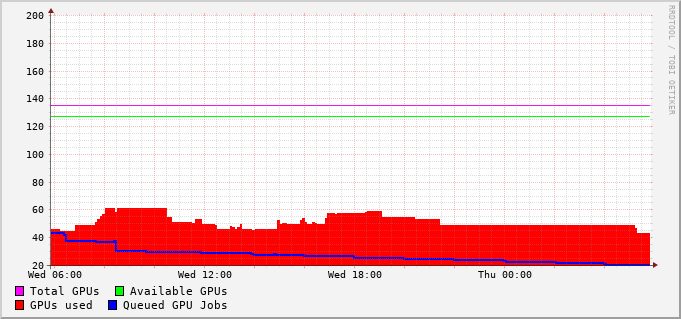 200
180
160
140
120
100
80
60
40
20
Wed 06:00 Wed 12:00 Wed 18:00 Thu 00:00
Total GPUs Available GPUs
GPUs used Queued GPU Jobs
RRDTOOL / TOBI OETIKER